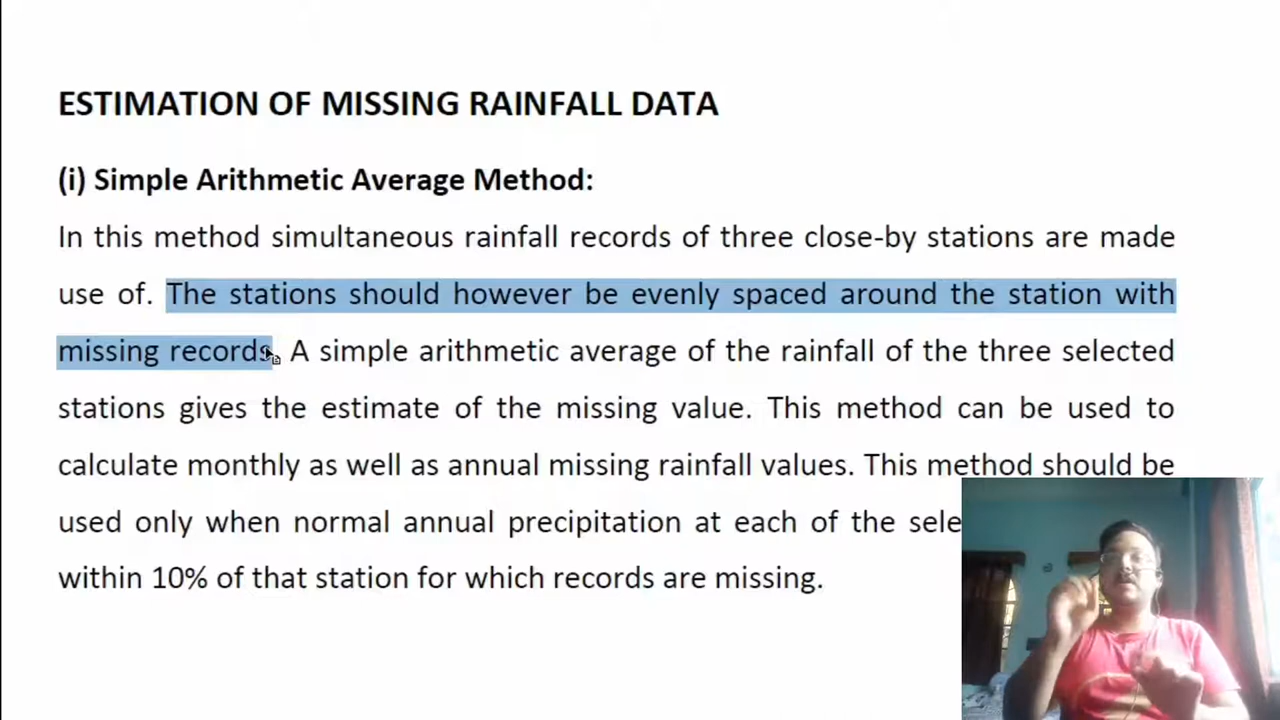 ESTIMATION OF MISSING RAINFALL DATA
(i) Simple Arithmetic Average Method:
In this method simultaneous rainfall records of three close-by stations are made
use of. The stations should however be evenly spaced around the station with
missing records. A simple arithmetic average of the rainfall of the three selected
stations gives the estimate of the missing value. This method can be used to
calculate monthly as well as annual missing rainfall values. This method should be
used only when normal annual precipitation at each of the
within 10% of that station for which records are missing.